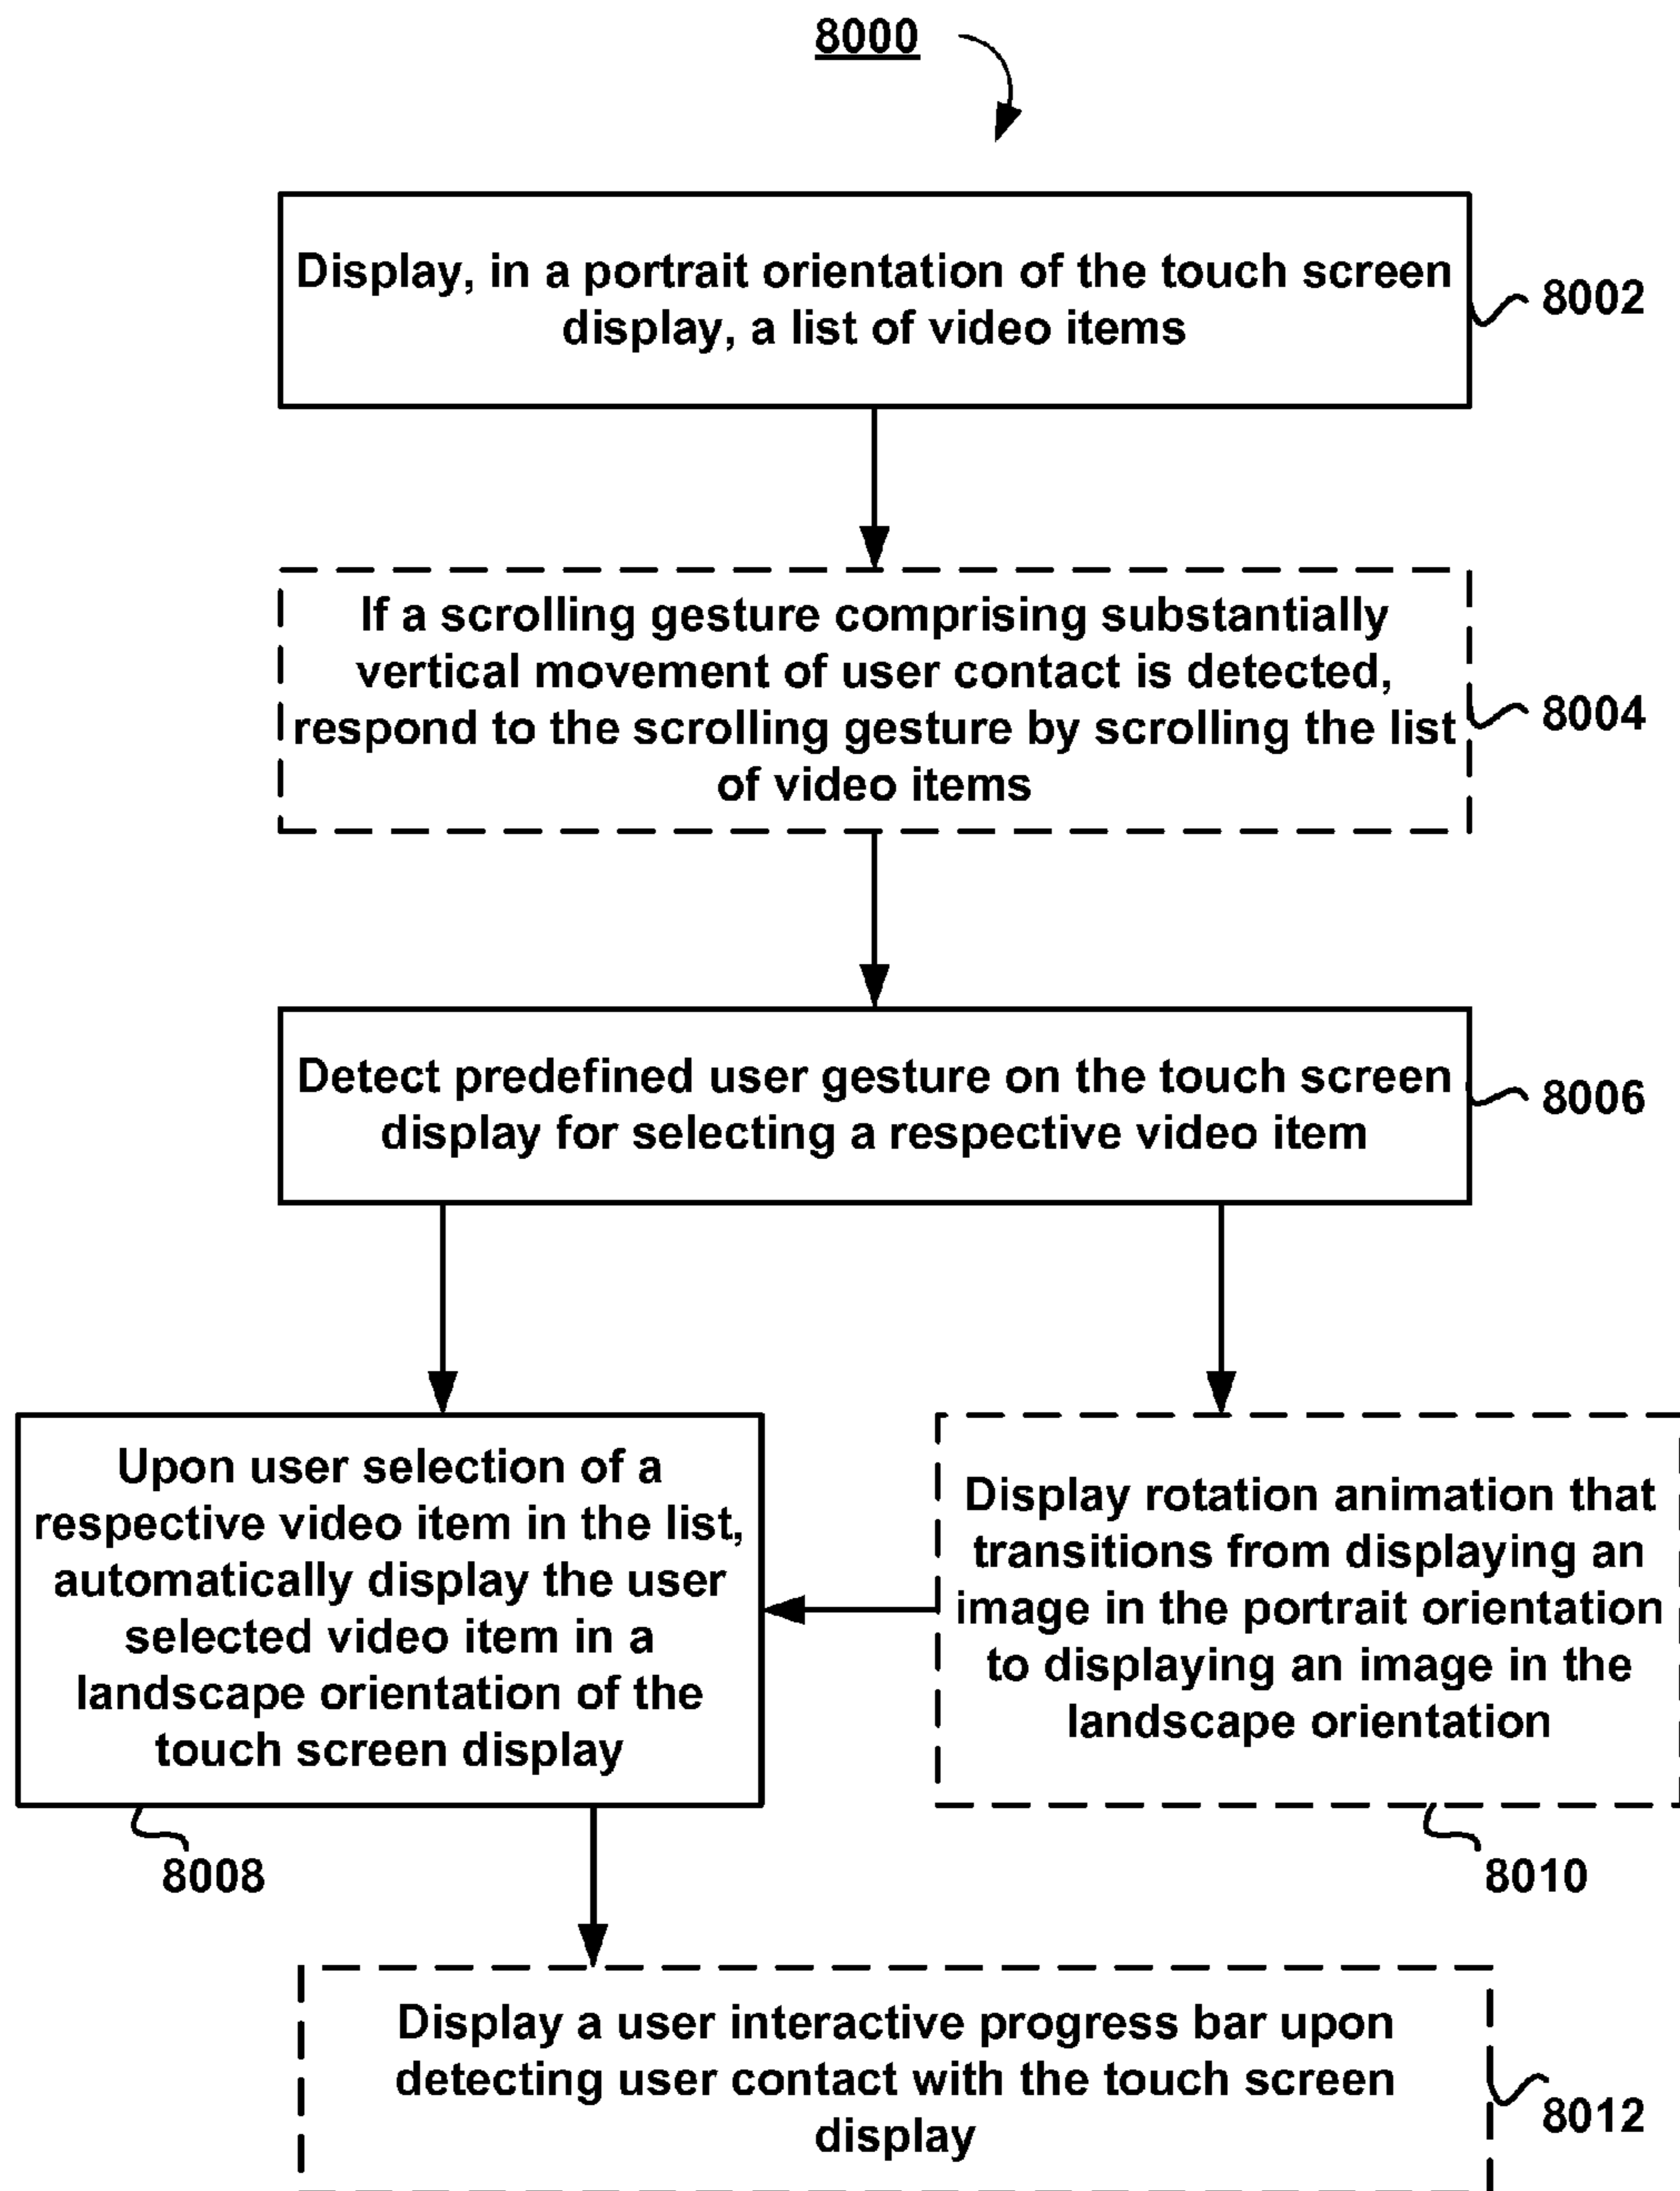 8000
Display, in a portrait orientation of the touch screen
display, a list of video items
8002
If a scrolling gesture comprising substantially
vertical movement of user contact is detected,
respond to the scrolling gesture by scrolling the list
of video items
8004
Detect predefined user gesture on the touch screen
display for selecting a respective video item
8006
Upon user selection of a
respective video item in the list,
automatically display the user
selected video item in a
landscape orientation of the
touch screen display
8008
Display rotation animation that
transitions from displaying an
image in the portrait orientation
to displaying an image in the
landscape orientation
8010
Display a user interactive progress bar upon
detecting user contact with the touch screen
display
8012